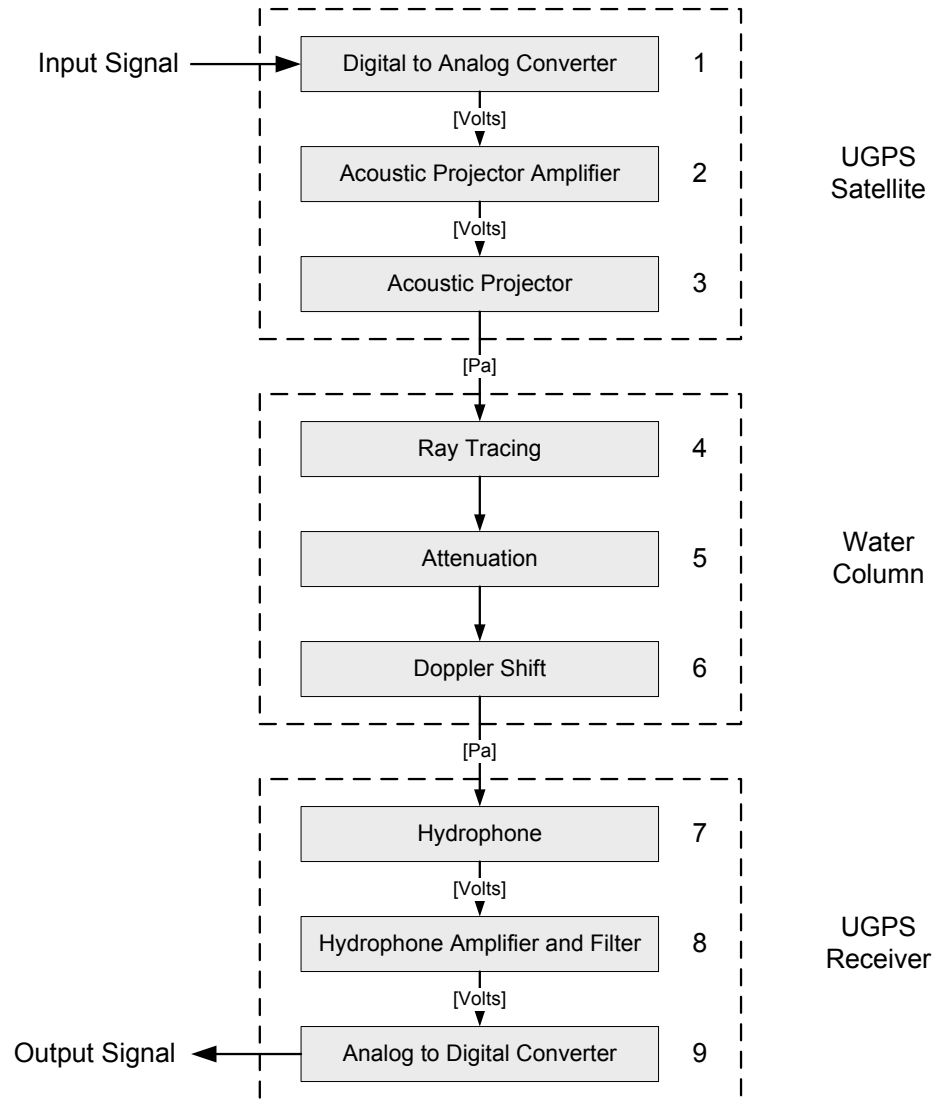 Input Signal
Digital to Analog Converter
1
[Volts]
Acoustic Projector Amplifier
2
UGPS
Satellite
[Volts]
Acoustic Projector
3
[Pa]
Ray Tracing
4
Attenuation
5
Water
Column
Doppler Shift
6
[Pa]
Hydrophone
7
[Volts]
Hydrophone Amplifier and Filter
8
UGPS
Receiver
[Volts]
Output Signal
Analog to Digital Converter
9